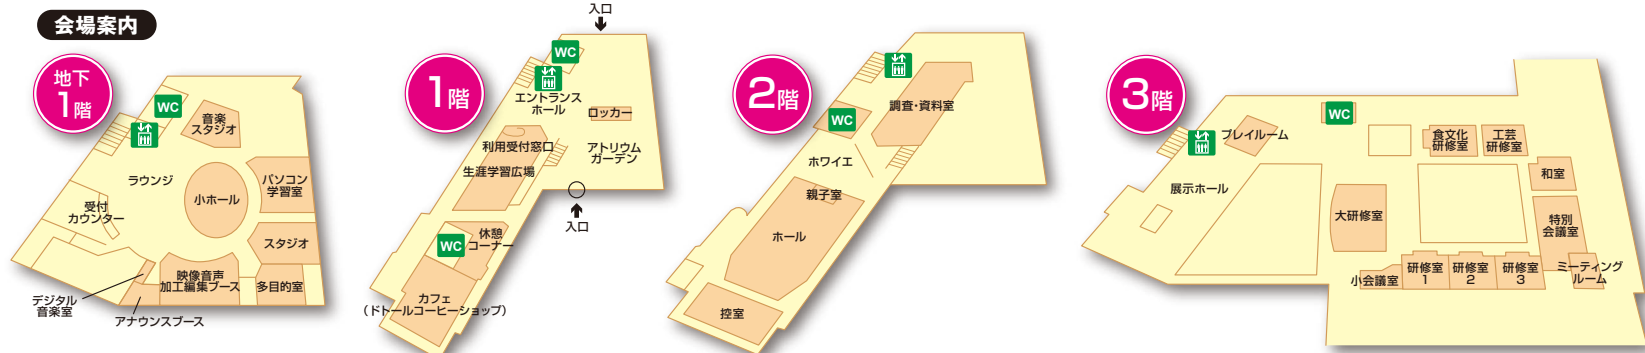 会場案内
地下
1階
WC
音楽
スタジオ
ラウンジ
小ホール
パソコン
学習室
受付
カウンター
スタジオ
映像音声
加工編集ブース
多目的室
デジタル
音楽室
アナウンスブース
1階
入口
WC
エントランス
ホール
ロッカー
利用受付窓口
アトリウム
ガーデン
生涯学習広場
入口
WC
休憩
コーナー
カフェ
（ドトールコーヒーショップ）
2階
調査・資料室
WC
ホワイエ
親子室
ホール
控室
3階
WC
プレイルーム
食文化
研修室
工芸
研修室
和室
展示ホール
大研修室
特別
会議室
小会議室
研修室
1
研修室
2
研修室
3
ミーティング
ルーム